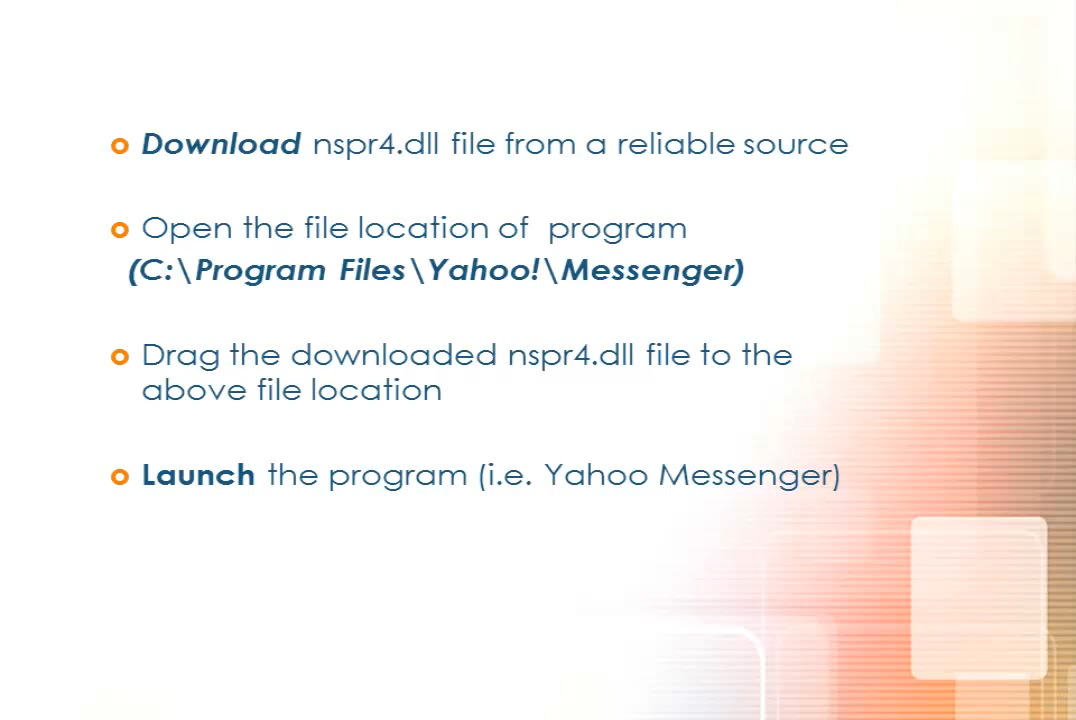 Download nspr4.dll file from a reliable source
Open the file location of program
(C:\Program Files\Yahoo!\Messenger)
Drag the downloaded nspr4.dll file to the
above file location
Launch the program (i.e. Yahoo Messenger)